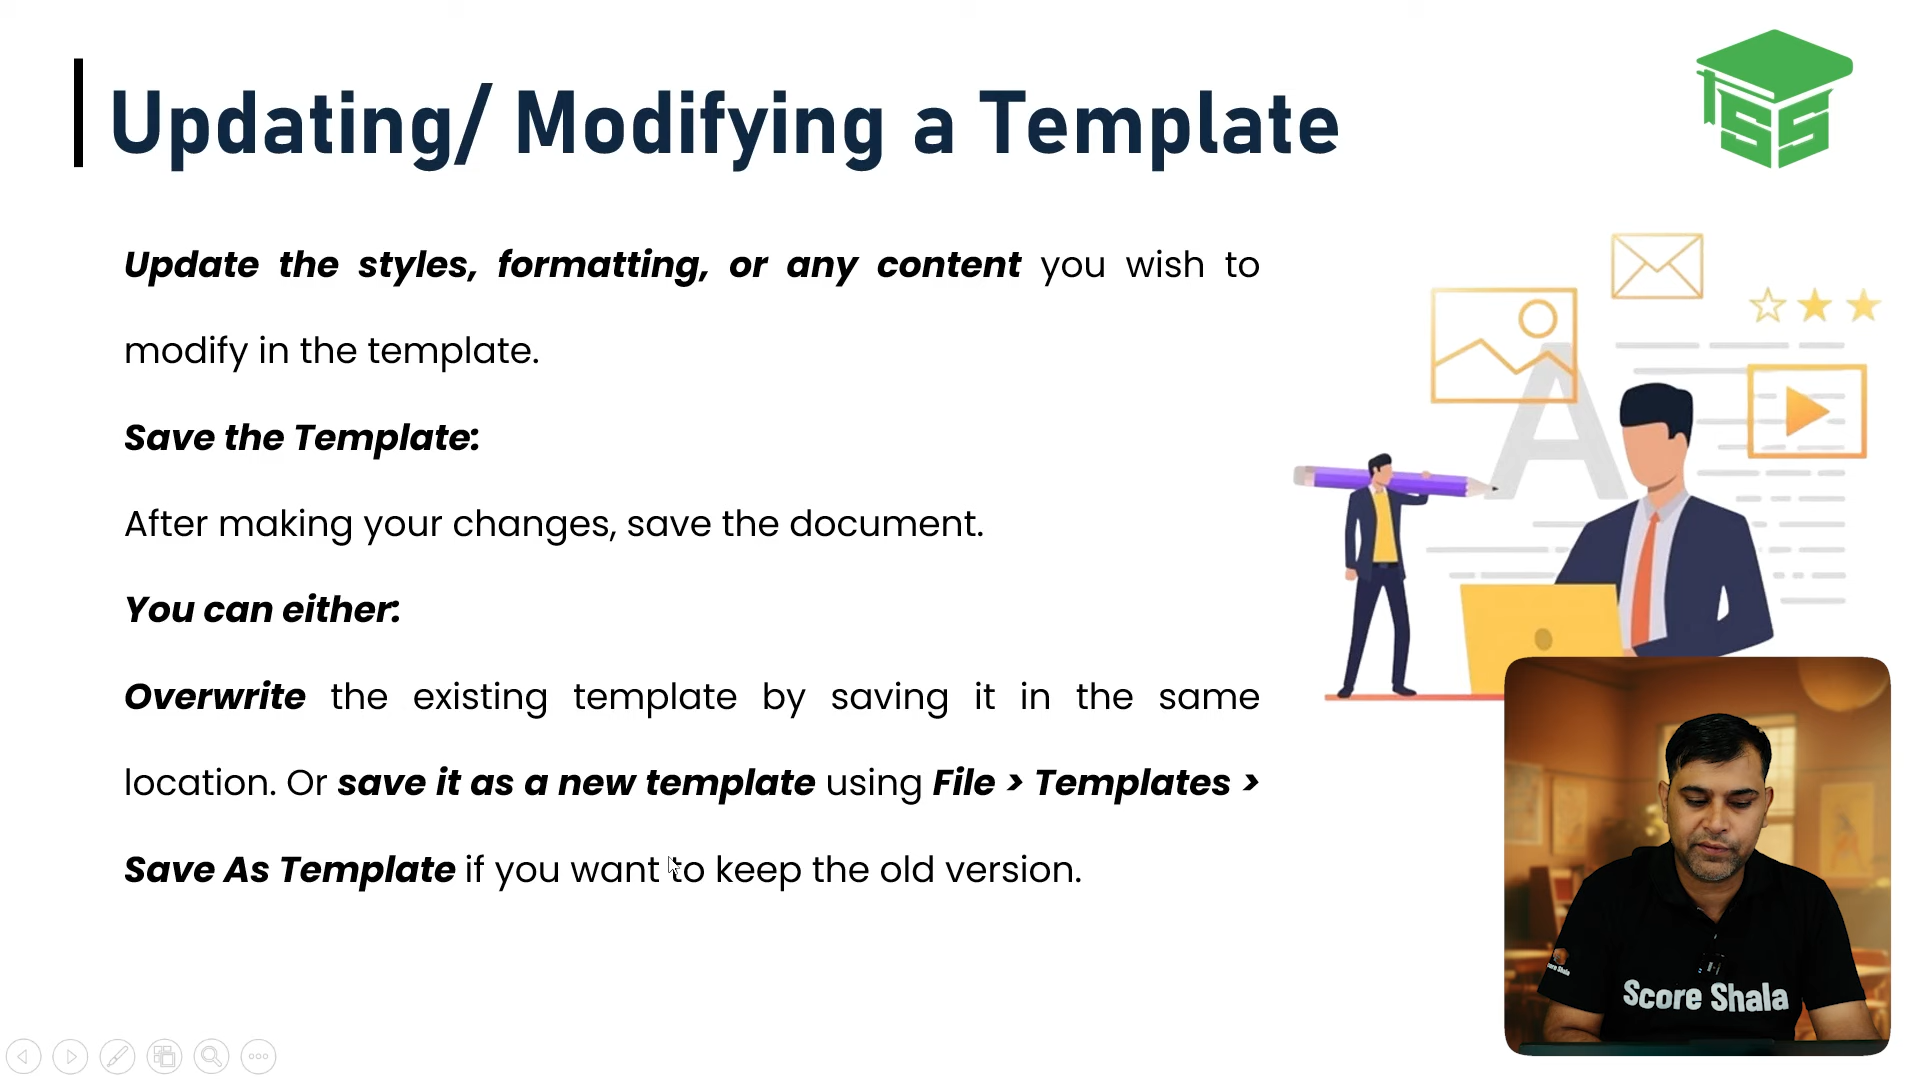 Updating/ Modifying a Template
SS
Update the styles, formatting, or any content you wish to
modify in the template.
Save the Template:
After making your changes, save the document.
You can either:
Overwrite the existing template by saving it in the same
location. Or save it as a new template using File > Templates >
Save As Template if you want to keep the old version.
A
Score Shala